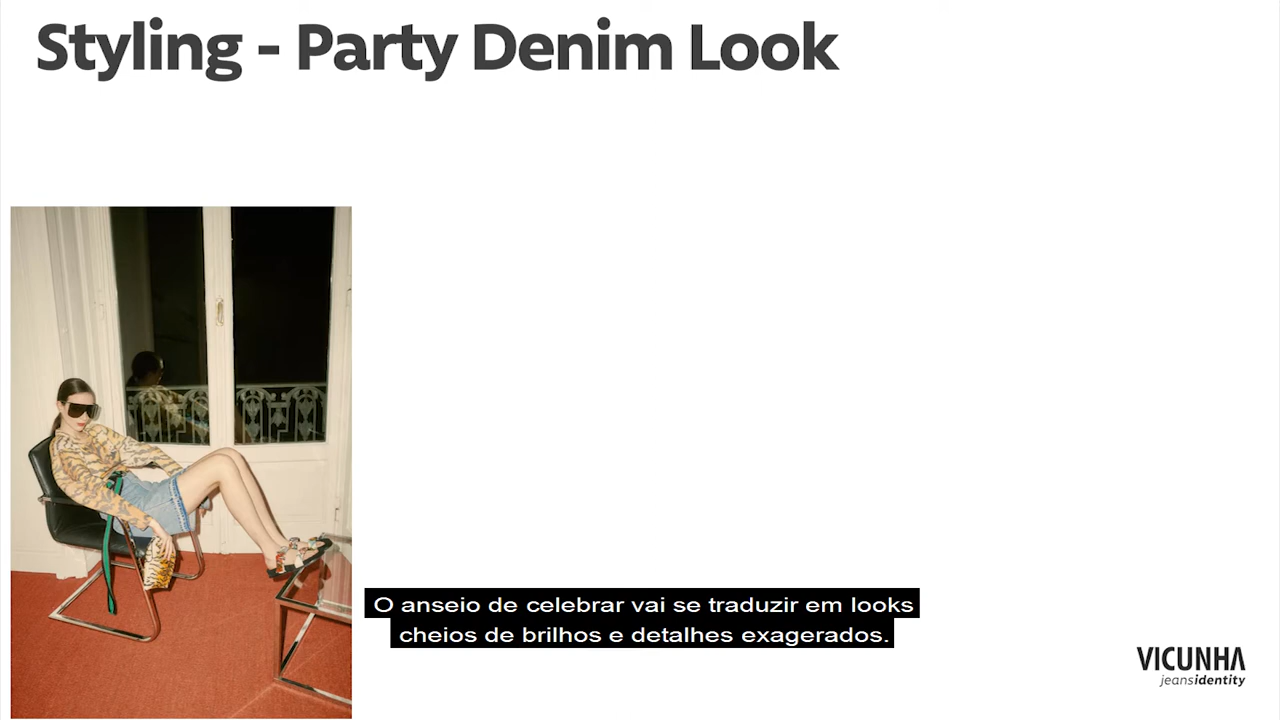 Styling - Party Denim Look
O anseio de celebrar vai se traduzir em looks
cheios de brilhos e detalhes exagerados.
VICUNHA
jeansidentity